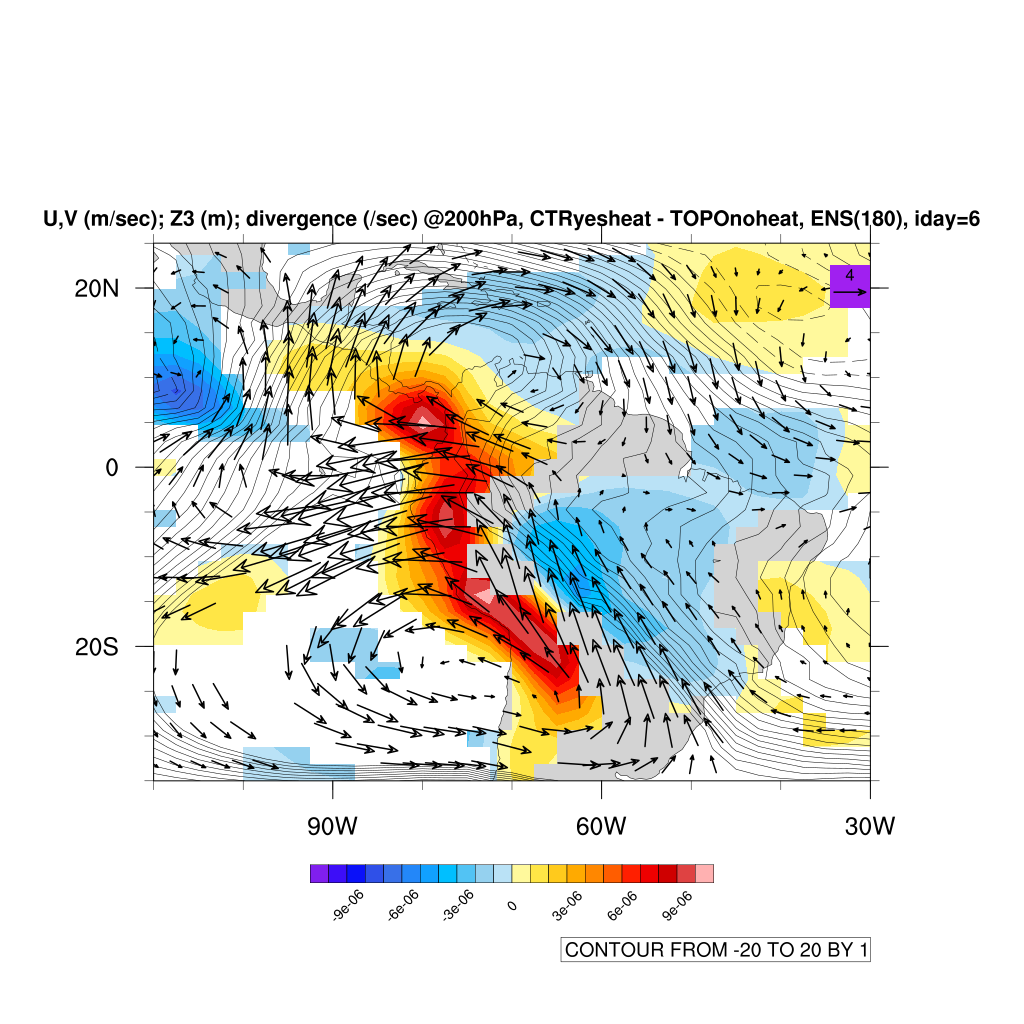 U,V (m/sec); Z3 (m); divergence (/sec) @200hPa, CTRyesheat - TOPOnoheat, ENS(180), iday=6
4
20N
0
20S
90W 60W 30W
-9e-06 -6e-06 -3e-06 0 3e-06 6e-06 9e-06
CONTOUR FROM -20 TO 20 BY 1